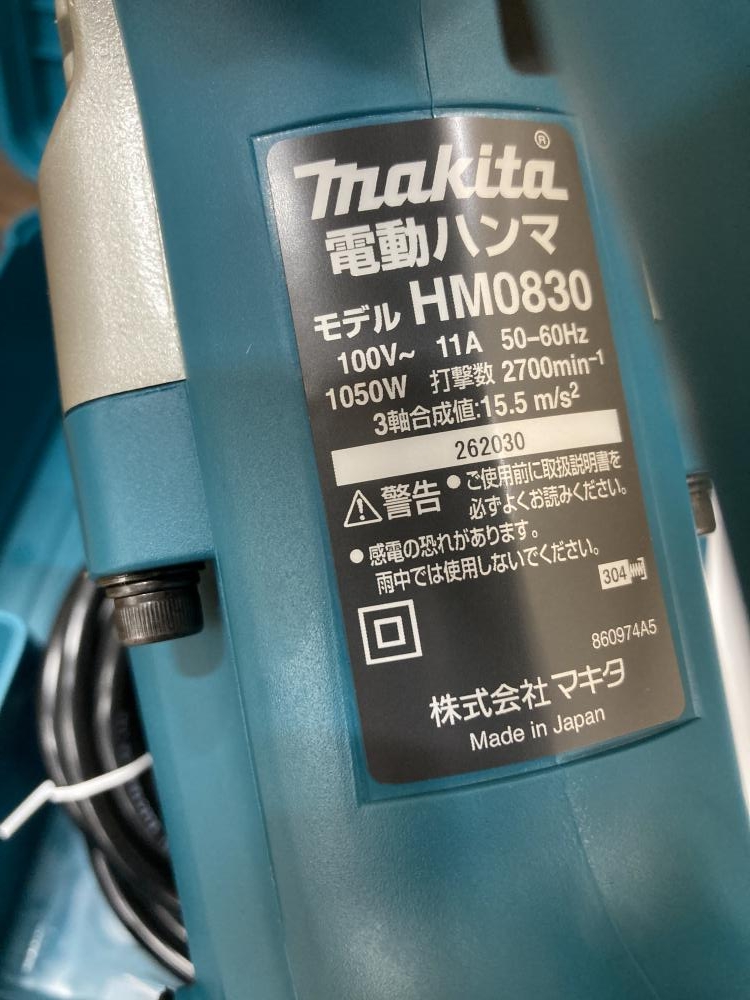 makita®
電動ハンマ
モデル HM0830
100V~ 11A 50-60Hz
1050W 打撃数 2700min-1
3軸合成値:15.5 m/s2
262030
警告 ●ご使用前に取扱説明書を
必ずよくお読みください。
●感電の恐れがあります。
雨中では使用しないでください。
304
860974A5
株式会社マキタ
Made in Japan